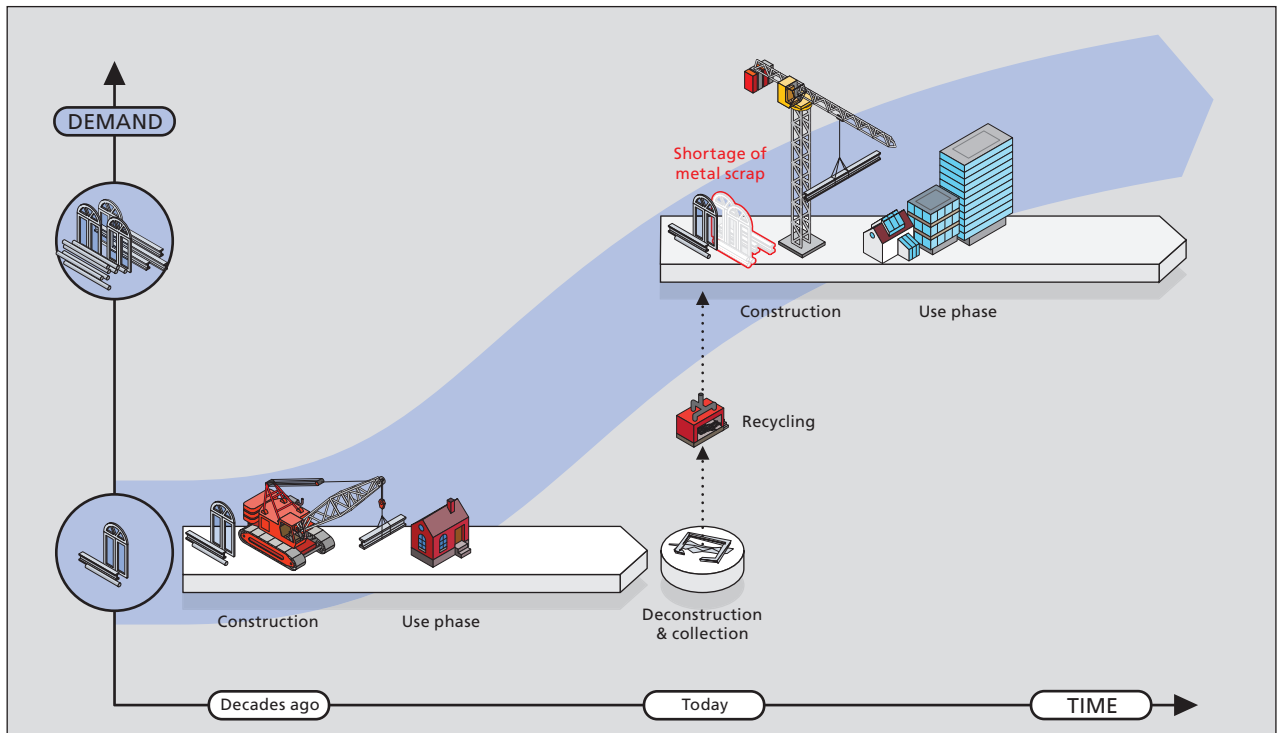 DEMAND
Shortage of
metal scrap
Construction
Use phase
Recycling
Construction
Use phase
Deconstruction
& collection
Decades ago
Today
TIME